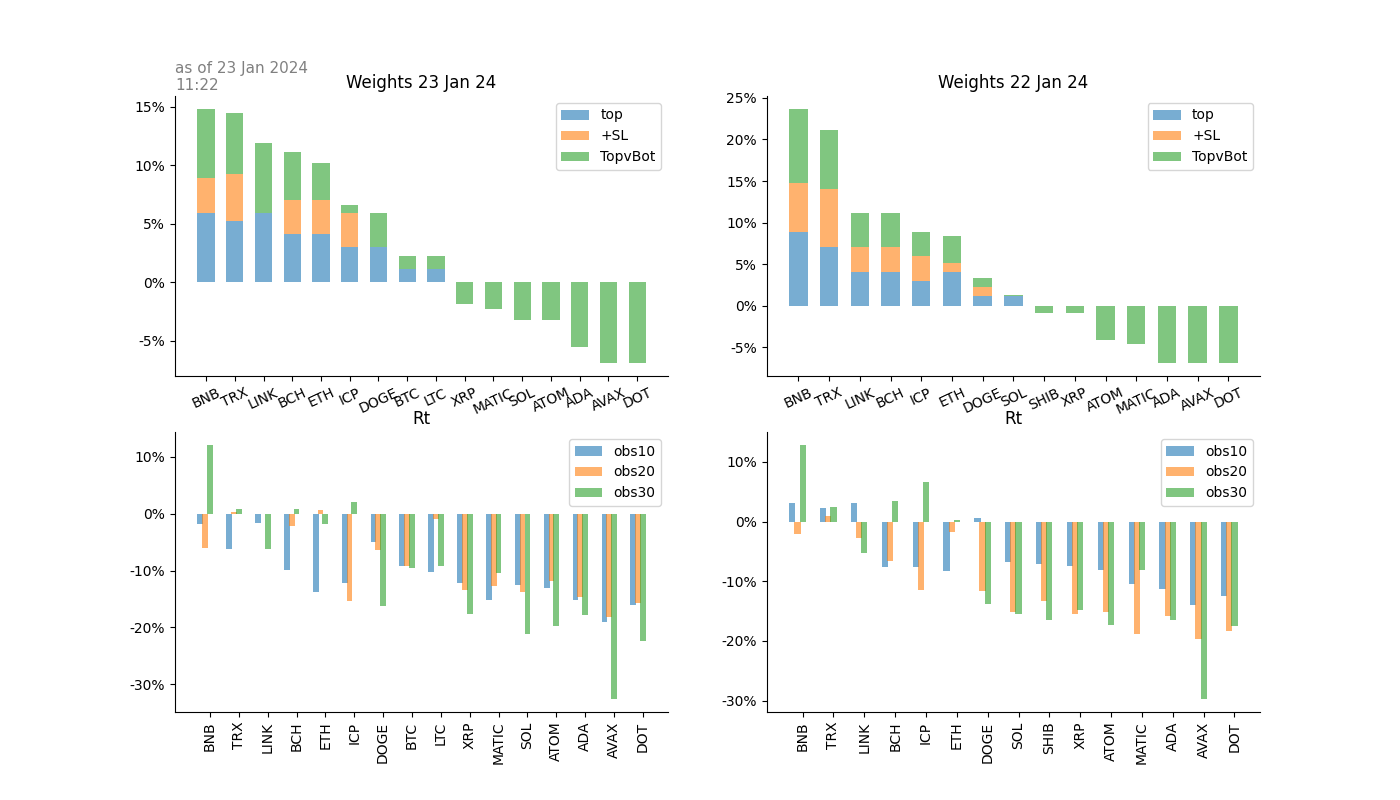 as of 23 Jan 2024
11:22
Weights 23 Jan 24
15%
10%
5%
0%
-5%
top
+SL
TopvBot
BNB TRX LINK BCH ETH ICP DOGE BTC LTC XRP MATIC SOL ATOM ADA AVAX DOT
Weights 22 Jan 24
25%
20%
15%
10%
5%
0%
-5%
top
+SL
TopvBot
BNB TRX LINK BCH ICP ETH DOGE SOL SHIB XRP ATOM MATIC ADA AVAX DOT
Rt
10%
0%
-10%
-20%
-30%
obs10
obs20
obs30
BNB TRX LINK BCH ETH ICP DOGE BTC LTC XRP MATIC SOL ATOM ADA AVAX DOT
Rt
10%
0%
-10%
-20%
-30%
obs10
obs20
obs30
BNB TRX LINK BCH ICP ETH DOGE SOL SHIB XRP ATOM MATIC ADA AVAX DOT